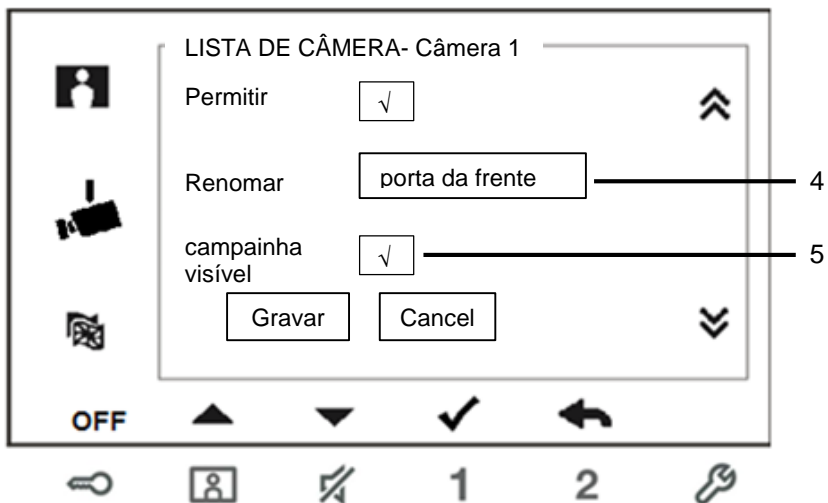 LISTA DE CÂMERA- Câmera 1
Permitir √
Renomar porta da frente 4
campainha
visível √ 5
Gravar Cancel
OFF
1 2